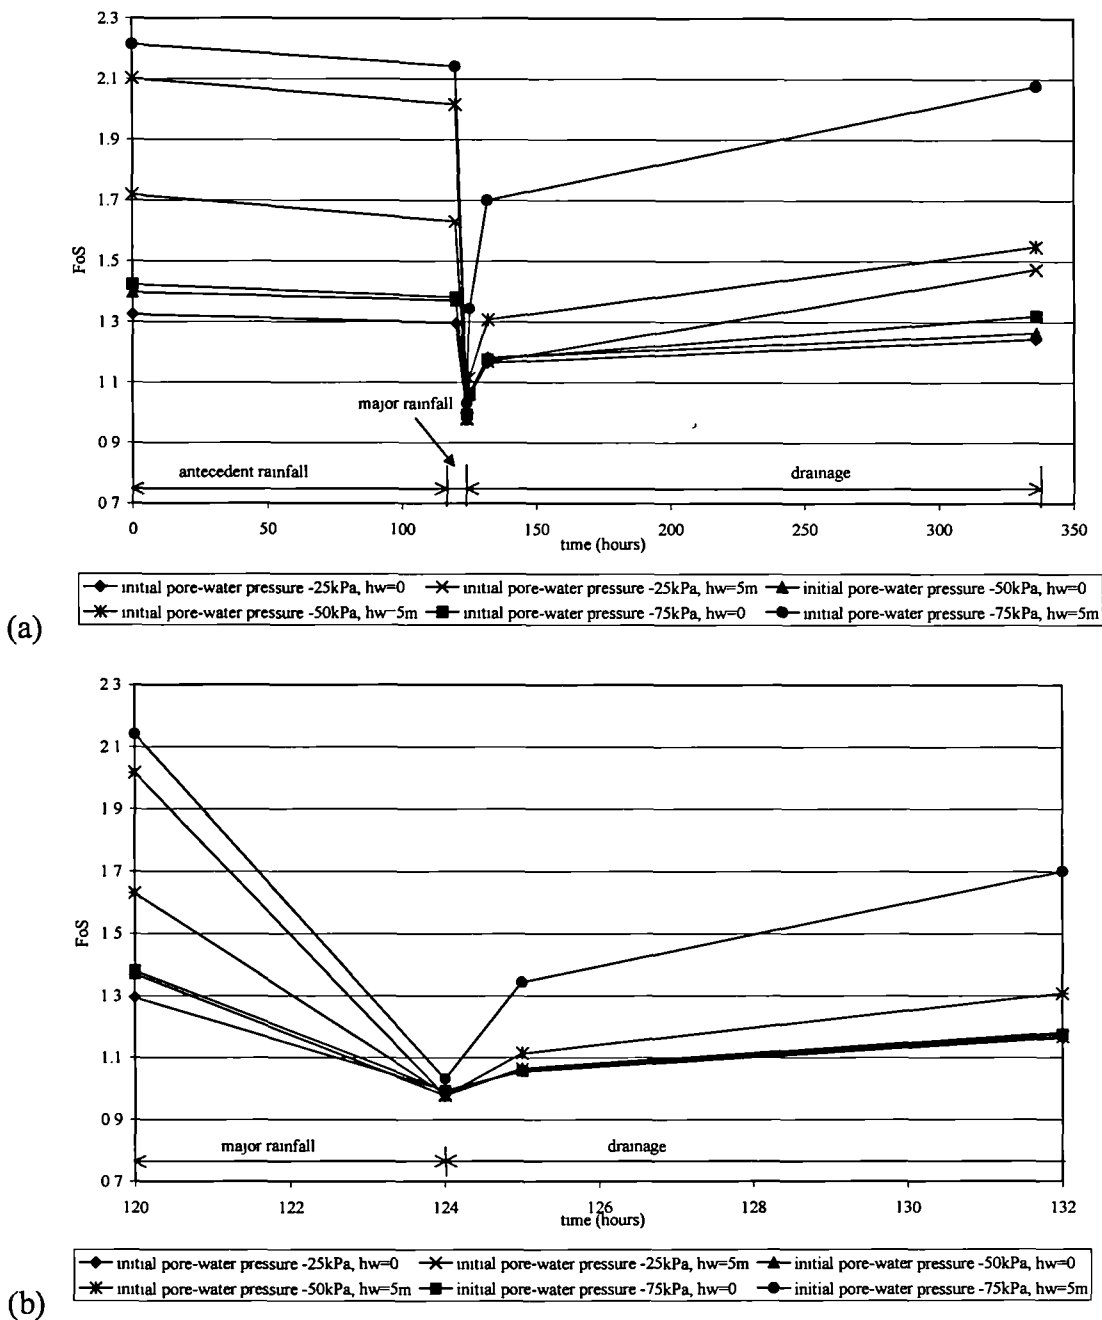 2.3
2.1
1.9
1.7
1.5
1.3
1.1
0 9
0 7
FoS
major rainfall
antecedent rainfall
drainage
0 50 100 150 200 250 300 350
time (hours)
initial pore-water pressure -25kPa, hw=0 initial pore-water pressure -25kPa, hw=5m initial pore-water pressure -50kPa, hw=0
initial pore-water pressure -50kPa, hw=5m initial pore-water pressure -75kPa, hw=0 initial pore-water pressure -75kPa, hw=5m
(a)
2 3
2 1
1 9
1 7
1 5
1 3
1 1
0 9
0 7
FoS
major rainfall
drainage
120 122 124 126 128 130 132
time (hours)
initial pore-water pressure -25kPa, hw=0 initial pore-water pressure -25kPa, hw=5m initial pore-water pressure -50kPa, hw=0
initial pore-water pressure -50kPa, hw=5m initial pore-water pressure -75kPa, hw=0 initial pore-water pressure -75kPa, hw=5m
(b)